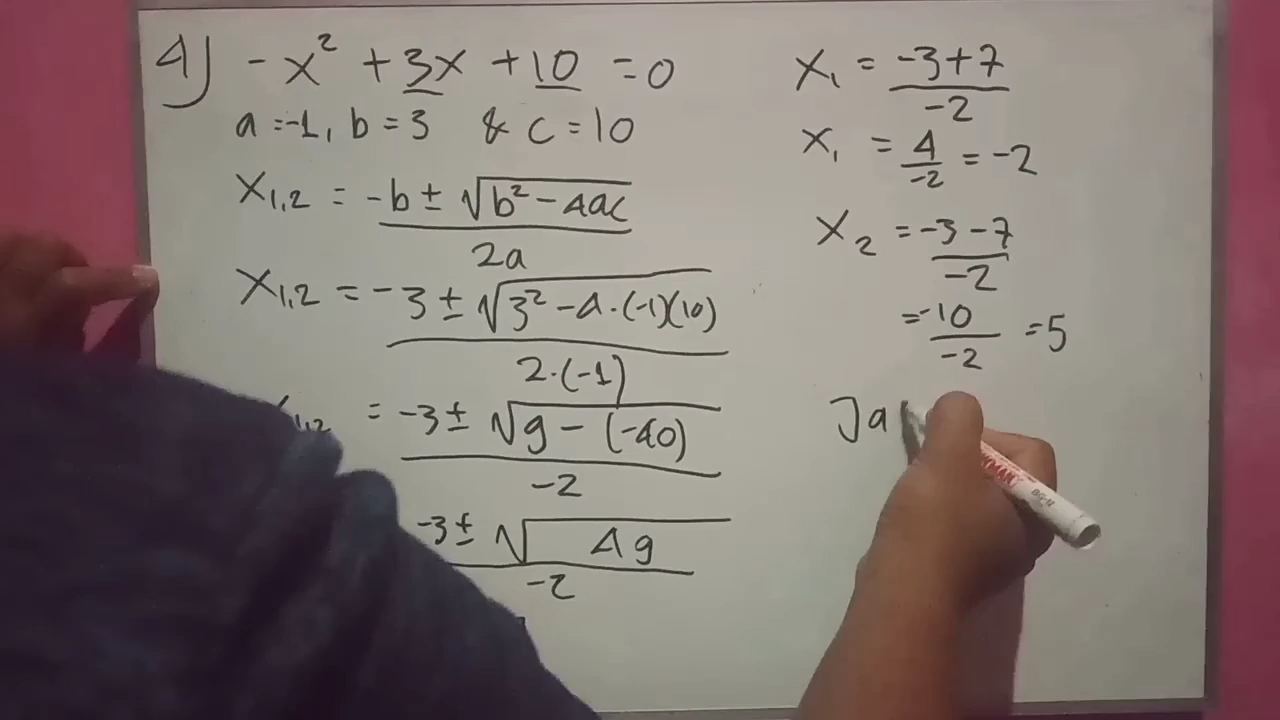 4) -x² + 3x + 10 = 0
a = -1, b = 3 & c = 10
X₁,₂ = -b ± √(b² - 4ac) / 2a
X₁,₂ = -3 ± √(3² - 4·(-1)(10)) / 2·(-1)
X₁,₂ = -3 ± √(9 - (-40)) / -2
-3 ± √49 / -2
X₁ = -3+7 / -2
X₁ = 4 / -2 = -2
X₂ = -3-7 / -2
= -10 / -2 = 5
Ja